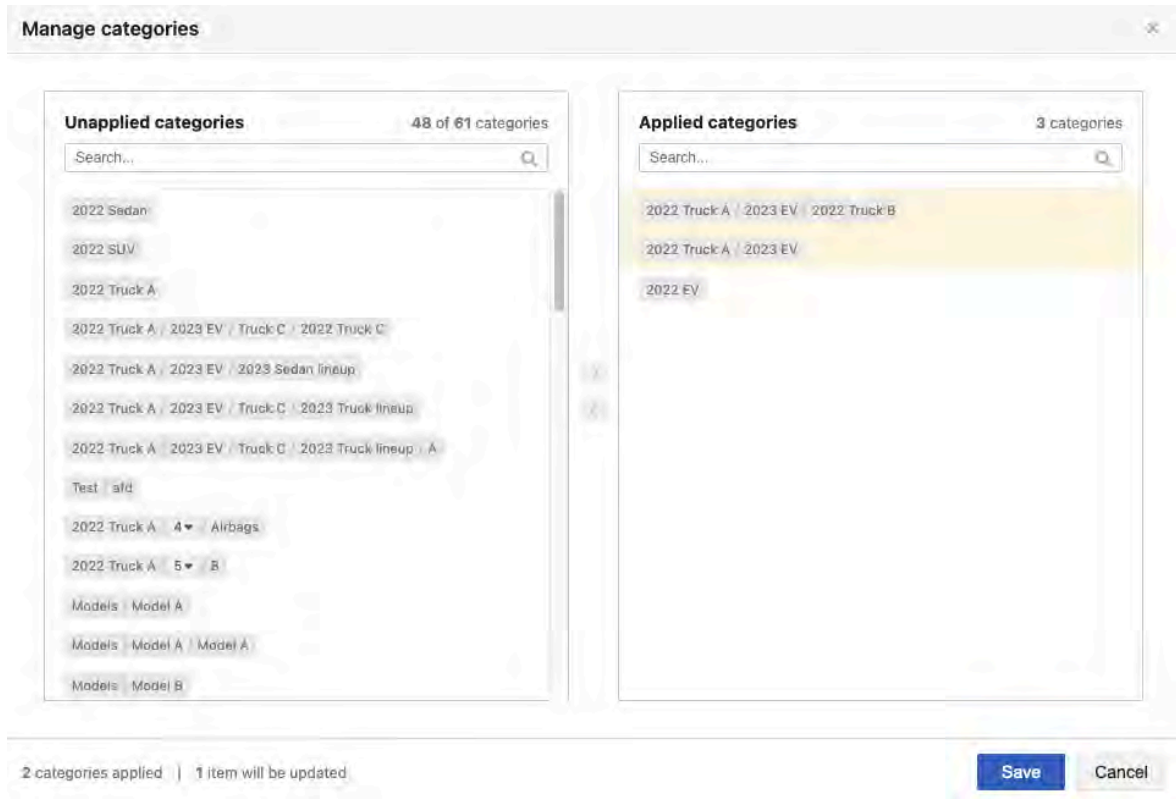 Manage categories
Unapplied categories 48 of 61 categories
Search...
2022 Sedan
2022 SUV
2022 Truck A
2022 Truck A / 2023 EV / Truck C / 2022 Truck C
2022 Truck A / 2023 EV / 2023 Sedan lineup
2022 Truck A / 2023 EV / Truck C / 2023 Truck lineup
2022 Truck A / 2023 EV / Truck C / 2023 Truck lineup / A
Test / afd
2022 Truck A / 4 / Airbags
2022 Truck A / 5 / B
Models / Model A
Models / Model A / Model A
Models / Model B
Applied categories 3 categories
Search...
2022 Truck A / 2023 EV / 2022 Truck B
2022 Truck A / 2023 EV
2022 EV
2 categories applied | 1 item will be updated
Save Cancel